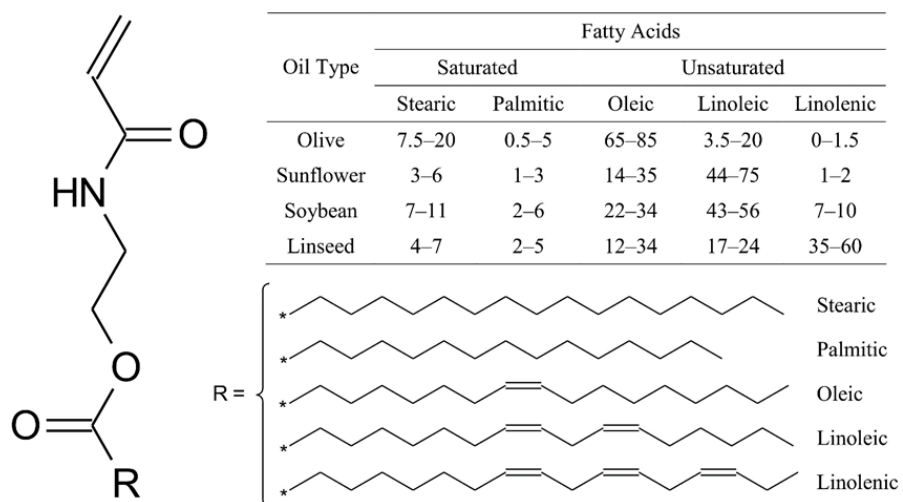 O
HN
O
O
R
Fatty Acids
Oil Type Saturated Unsaturated
Stearic Palmitic Oleic Linoleic Linolenic
Olive 7.5–20 0.5–5 65–85 3.5–20 0–1.5
Sunflower 3–6 1–3 14–35 44–75 1–2
Soybean 7–11 2–6 22–34 43–56 7–10
Linseed 4–7 2–5 12–34 17–24 35–60
R =
* Stearic
* Palmitic
* Oleic
* Linoleic
* Linolenic